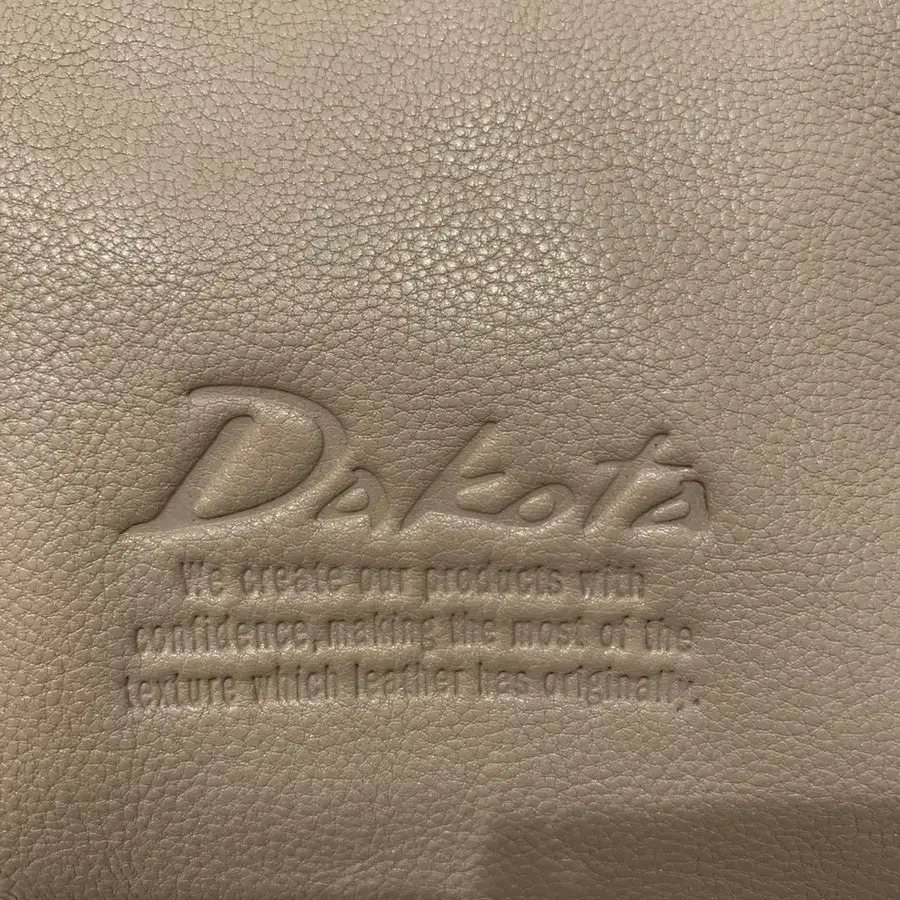 Dakota
We create our products with
confidence,making the most of the
texture which leather has originally.